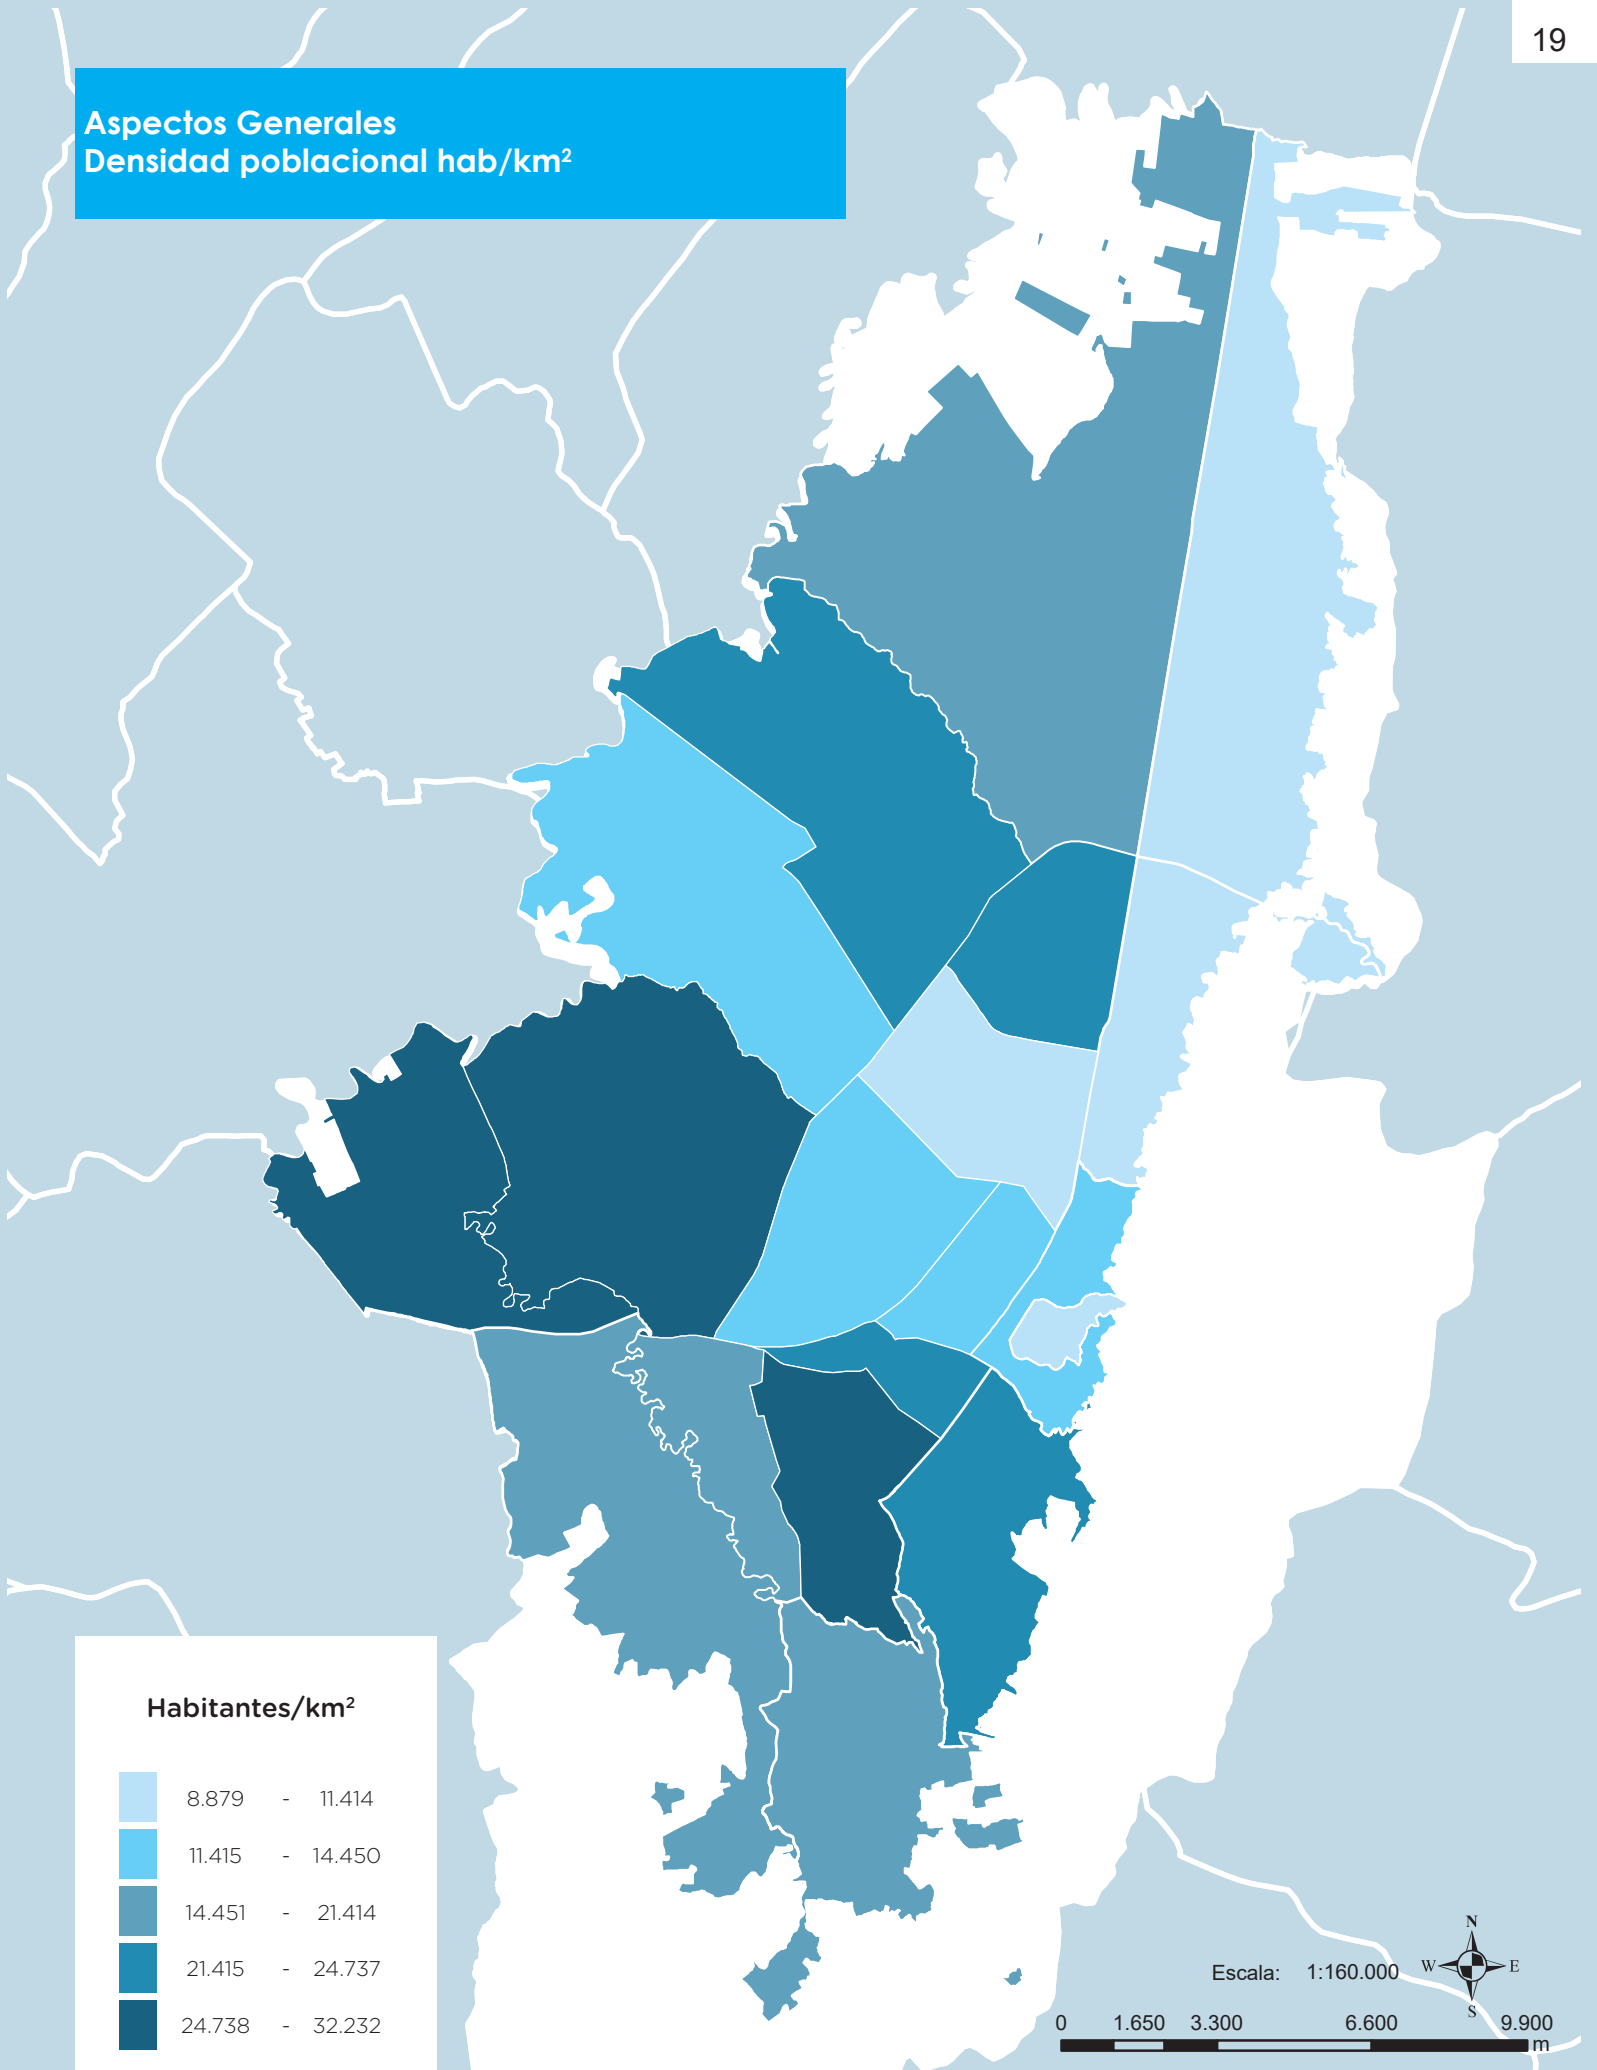 19
Aspectos Generales
Densidad poblacional hab/km²
Habitantes/km²
8.879 - 11.414
11.415 - 14.450
14.451 - 21.414
21.415 - 24.737
24.738 - 32.232
N
W E
S
Escala: 1:160.000
0 1.650 3.300 6.600 9.900
m